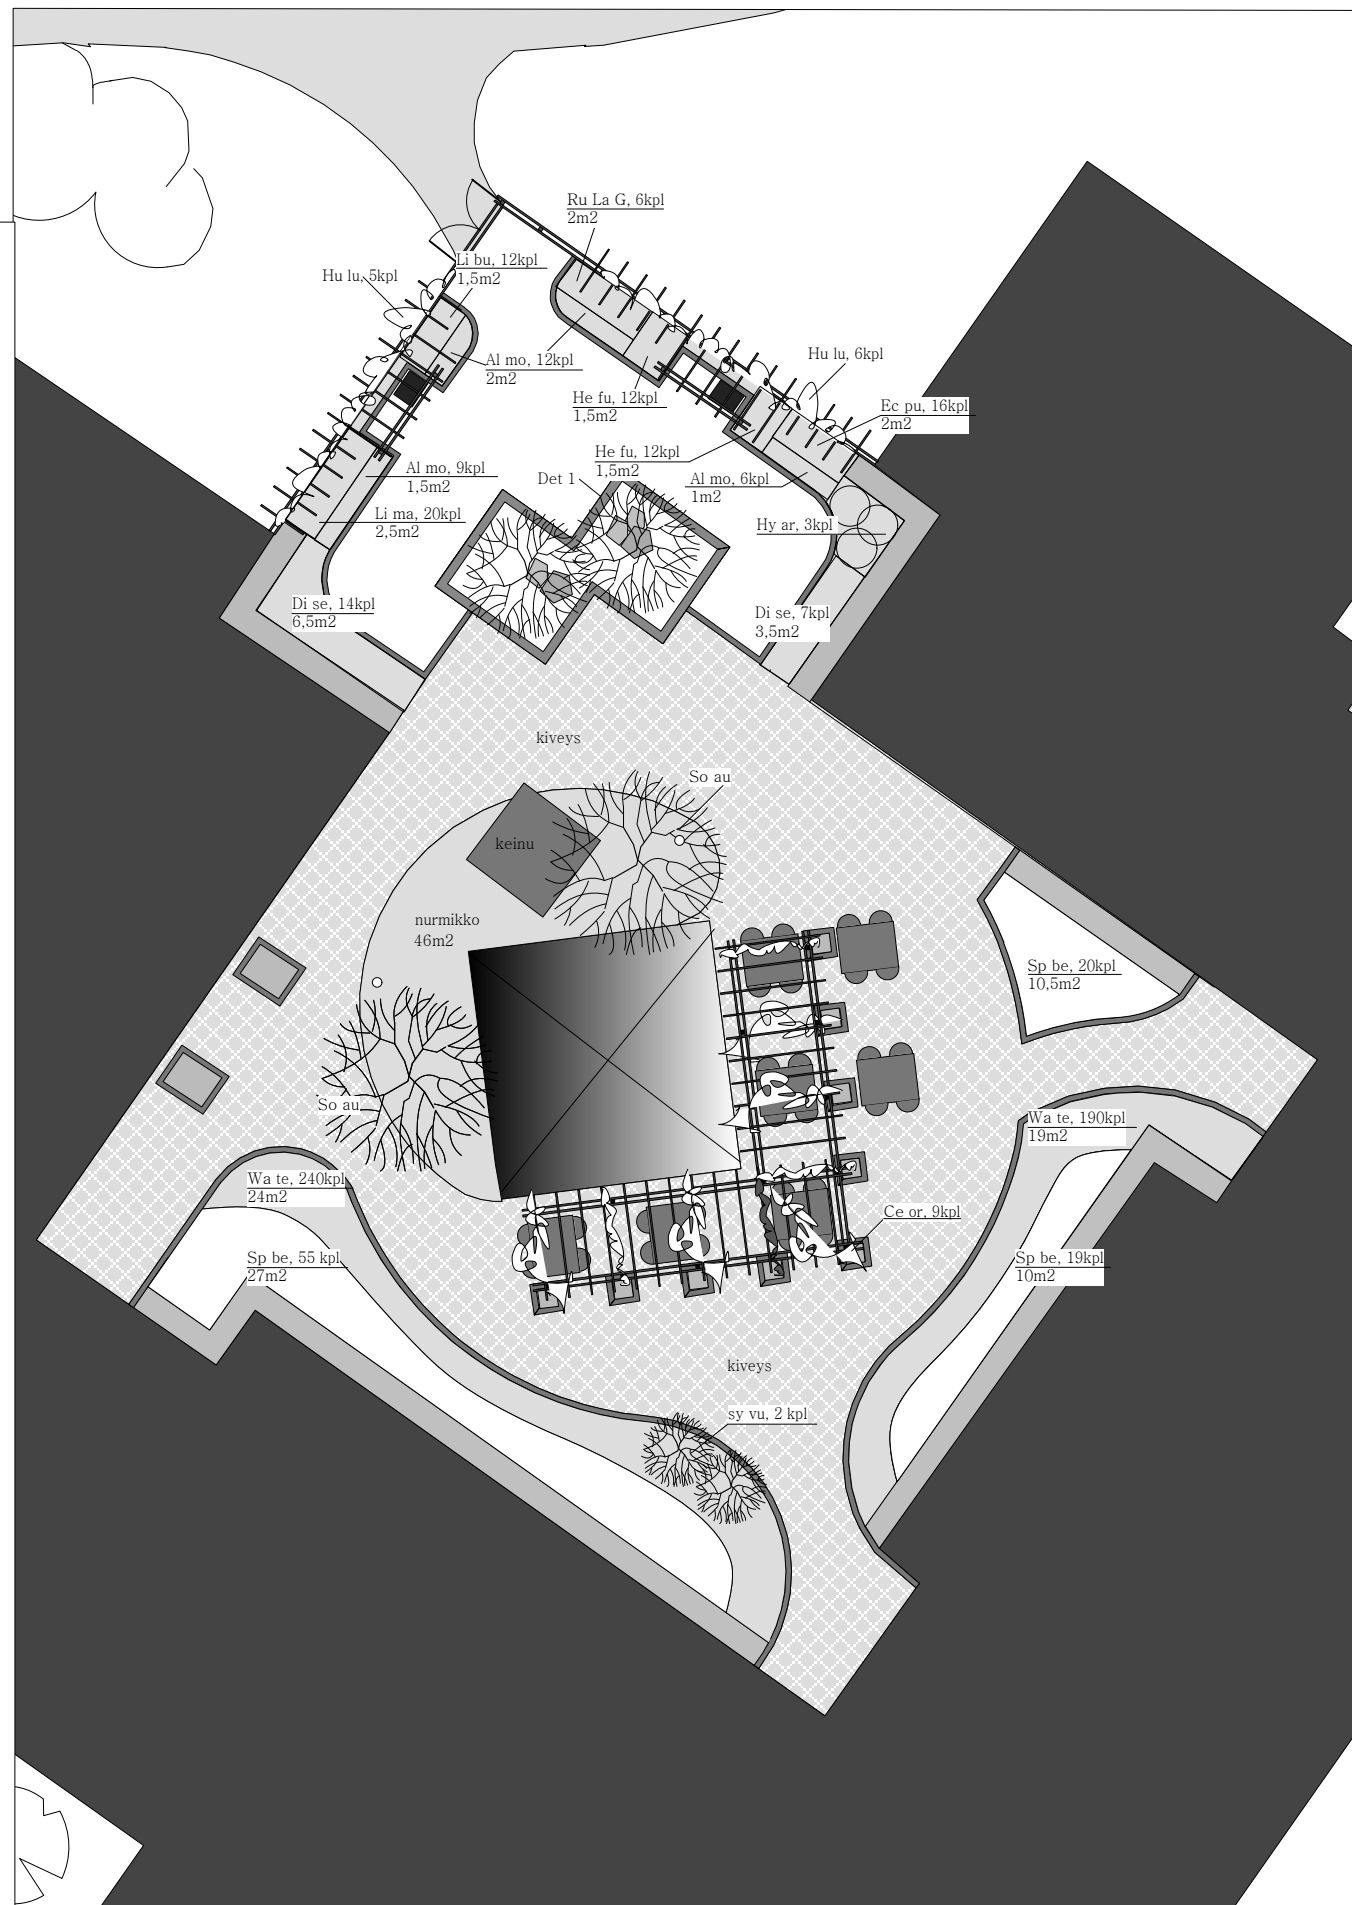 Ru La G, 6kpl
2m2
Li bu, 12kpl
1,5m2
Hu lu, 5kpl
Al mo, 12kpl
2m2
Hu lu, 6kpl
He fu, 12kpl
1,5m2
Ec pu, 16kpl
2m2
He fu, 12kpl
1,5m2
Al mo, 9kpl
1,5m2
Det 1
Al mo, 6kpl
1m2
Li ma, 20kpl
2,5m2
Hy ar, 3kpl
Di se, 14kpl
6,5m2
Di se, 7kpl
3,5m2
kiveys
So au
keinu
nurmikko
46m2
Sp be, 20kpl
10,5m2
So au
Wa te, 190kpl
19m2
Wa te, 240kpl
24m2
Ce or, 9kpl
Sp be, 55 kpl
27m2
Sp be, 19kpl
10m2
kiveys
sy vu, 2 kpl